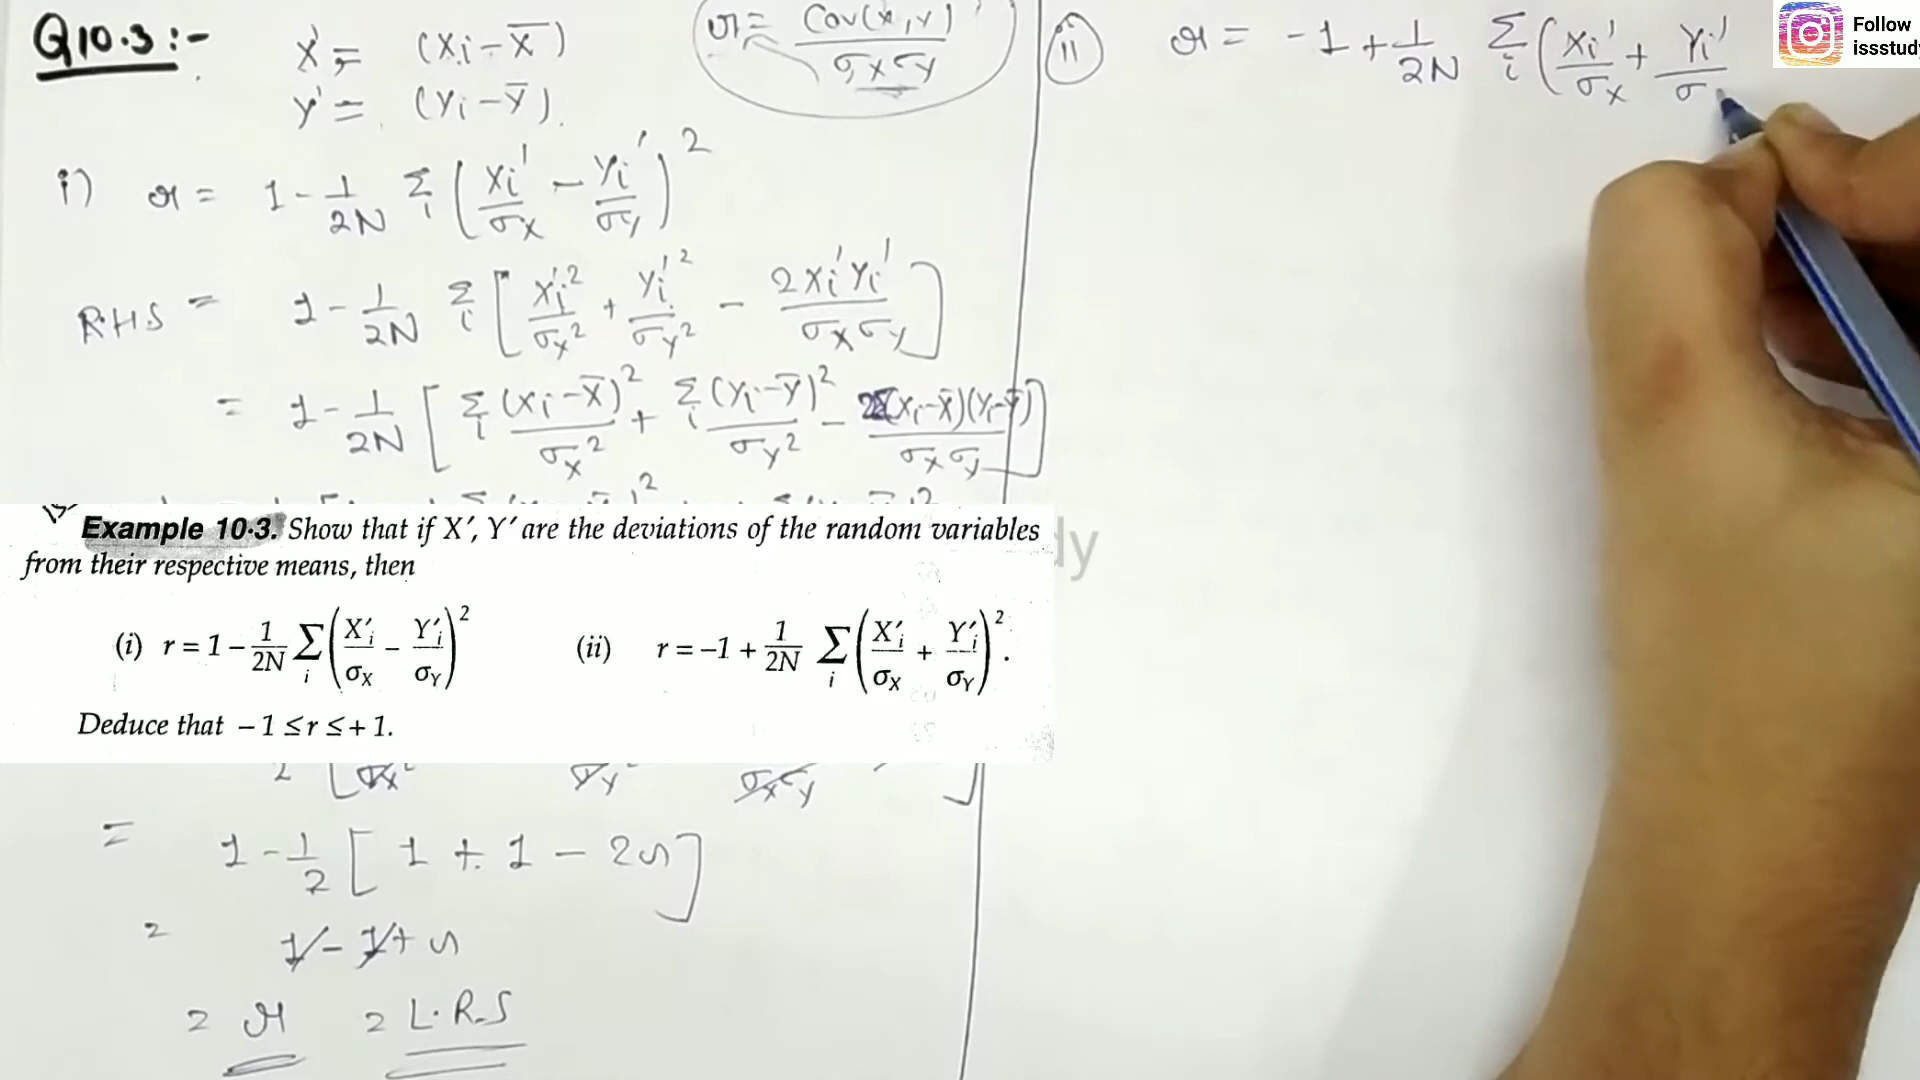 Q10.3:-
X' = (Xi - X̅)
Y' = (Yi - Y̅).
r = Cov(X,Y) / σX σY
i) r = 1 - 1/2N Σi (Xi'/σX - Yi'/σY)²
RHS = 1 - 1/2N Σi [Xi'²/σX² + Yi'²/σY² - 2Xi'Yi'/σXσY]
= 1 - 1/2N [Σi (Xi-X̅)²/σX² + Σi (Yi-Y̅)²/σY² - 2Σ(Xi-X̅)(Yi-Y̅)/σXσY]
Example 10·3. Show that if X′, Y′ are the deviations of the random variables
from their respective means, then
(i) r = 1 - 1/2N Σi (X′i/σX - Y′i/σY)² (ii) r = -1 + 1/2N Σi (X′i/σX + Y′i/σY)².
Deduce that - 1 ≤ r ≤ + 1.
= 1 - 1/2 [1 + 1 - 2r]
= 1 - 1 + r
= r = L.R.S
ii r = -1 + 1/2N Σi (Xi'/σX + Yi'/σ
Follow
issstudy
dy